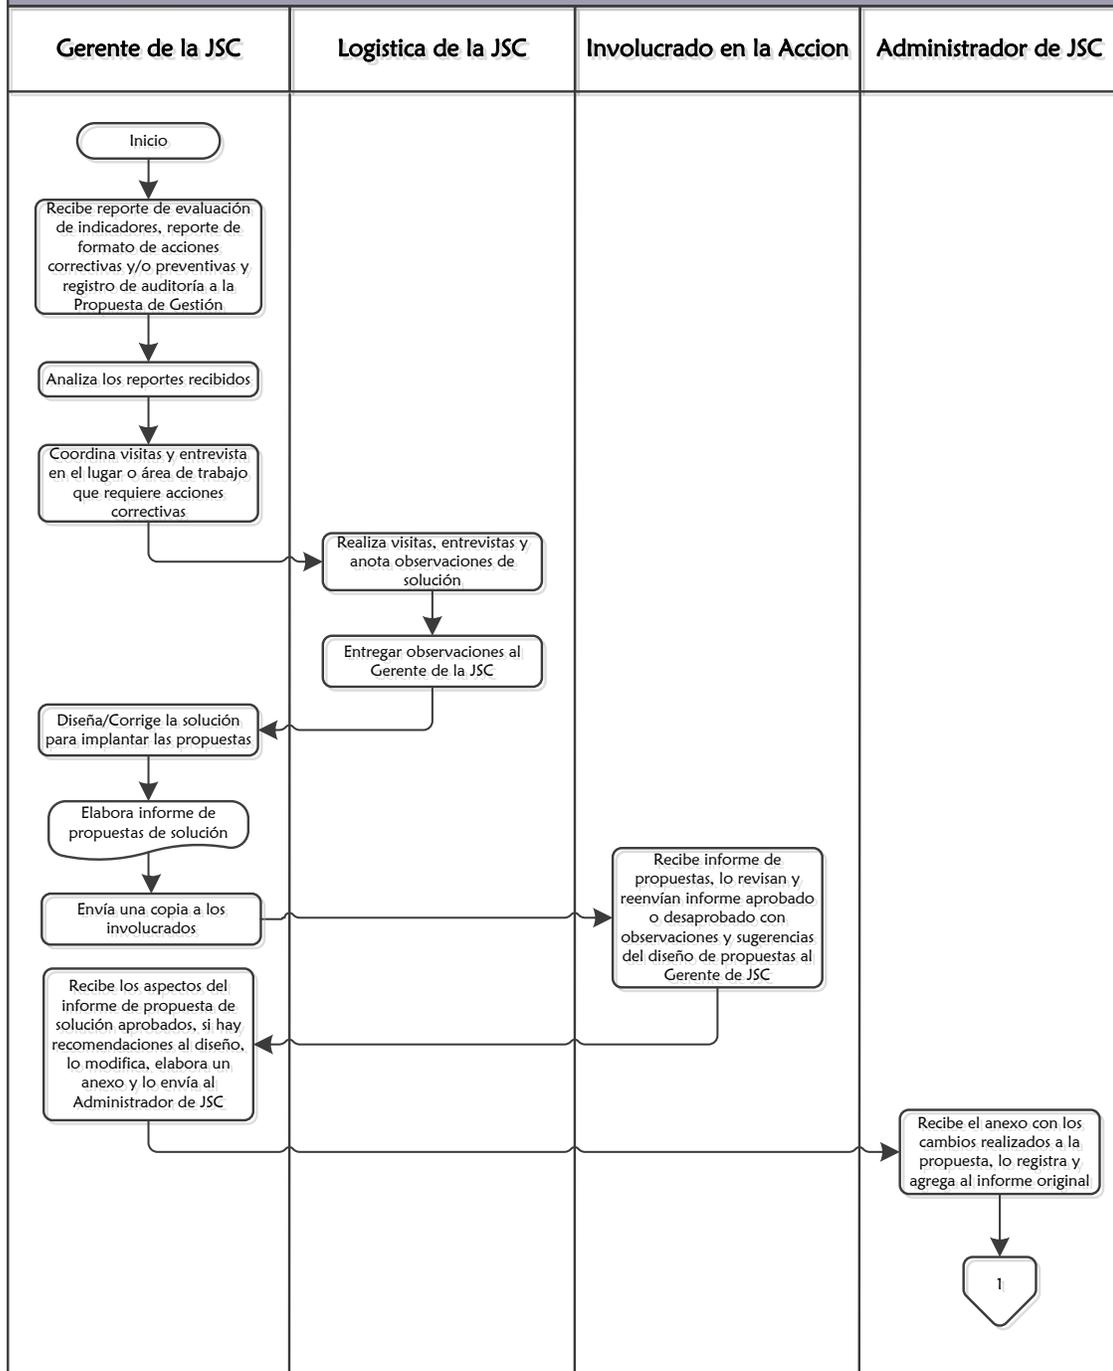 Gerente de la JSC
Logistica de la JSC
Involucrado en la Accion
Administrador de JSC
Inicio
Recibe reporte de evaluación
de indicadores, reporte de
formato de acciones
correctivas y/o preventivas y
registro de auditoría a la
Propuesta de Gestión
Analiza los reportes recibidos
Coordina visitas y entrevista
en el lugar o área de trabajo
que requiere acciones
correctivas
Realiza visitas, entrevistas y
anota observaciones de
solución
Entregar observaciones al
Gerente de la JSC
Diseña/Corrige la solución
para implantar las propuestas
Elabora informe de
propuestas de solución
Envía una copia a los
involucrados
Recibe informe de
propuestas, lo revisan y
reenvían informe aprobado
o desaprobado con
observaciones y sugerencias
del diseño de propuestas al
Gerente de JSC
Recibe los aspectos del
informe de propuesta de
solución aprobados, si hay
recomendaciones al diseño,
lo modifica, elabora un
anexo y lo envía al
Administrador de JSC
Recibe el anexo con los
cambios realizados a la
propuesta, lo registra y
agrega al informe original
1